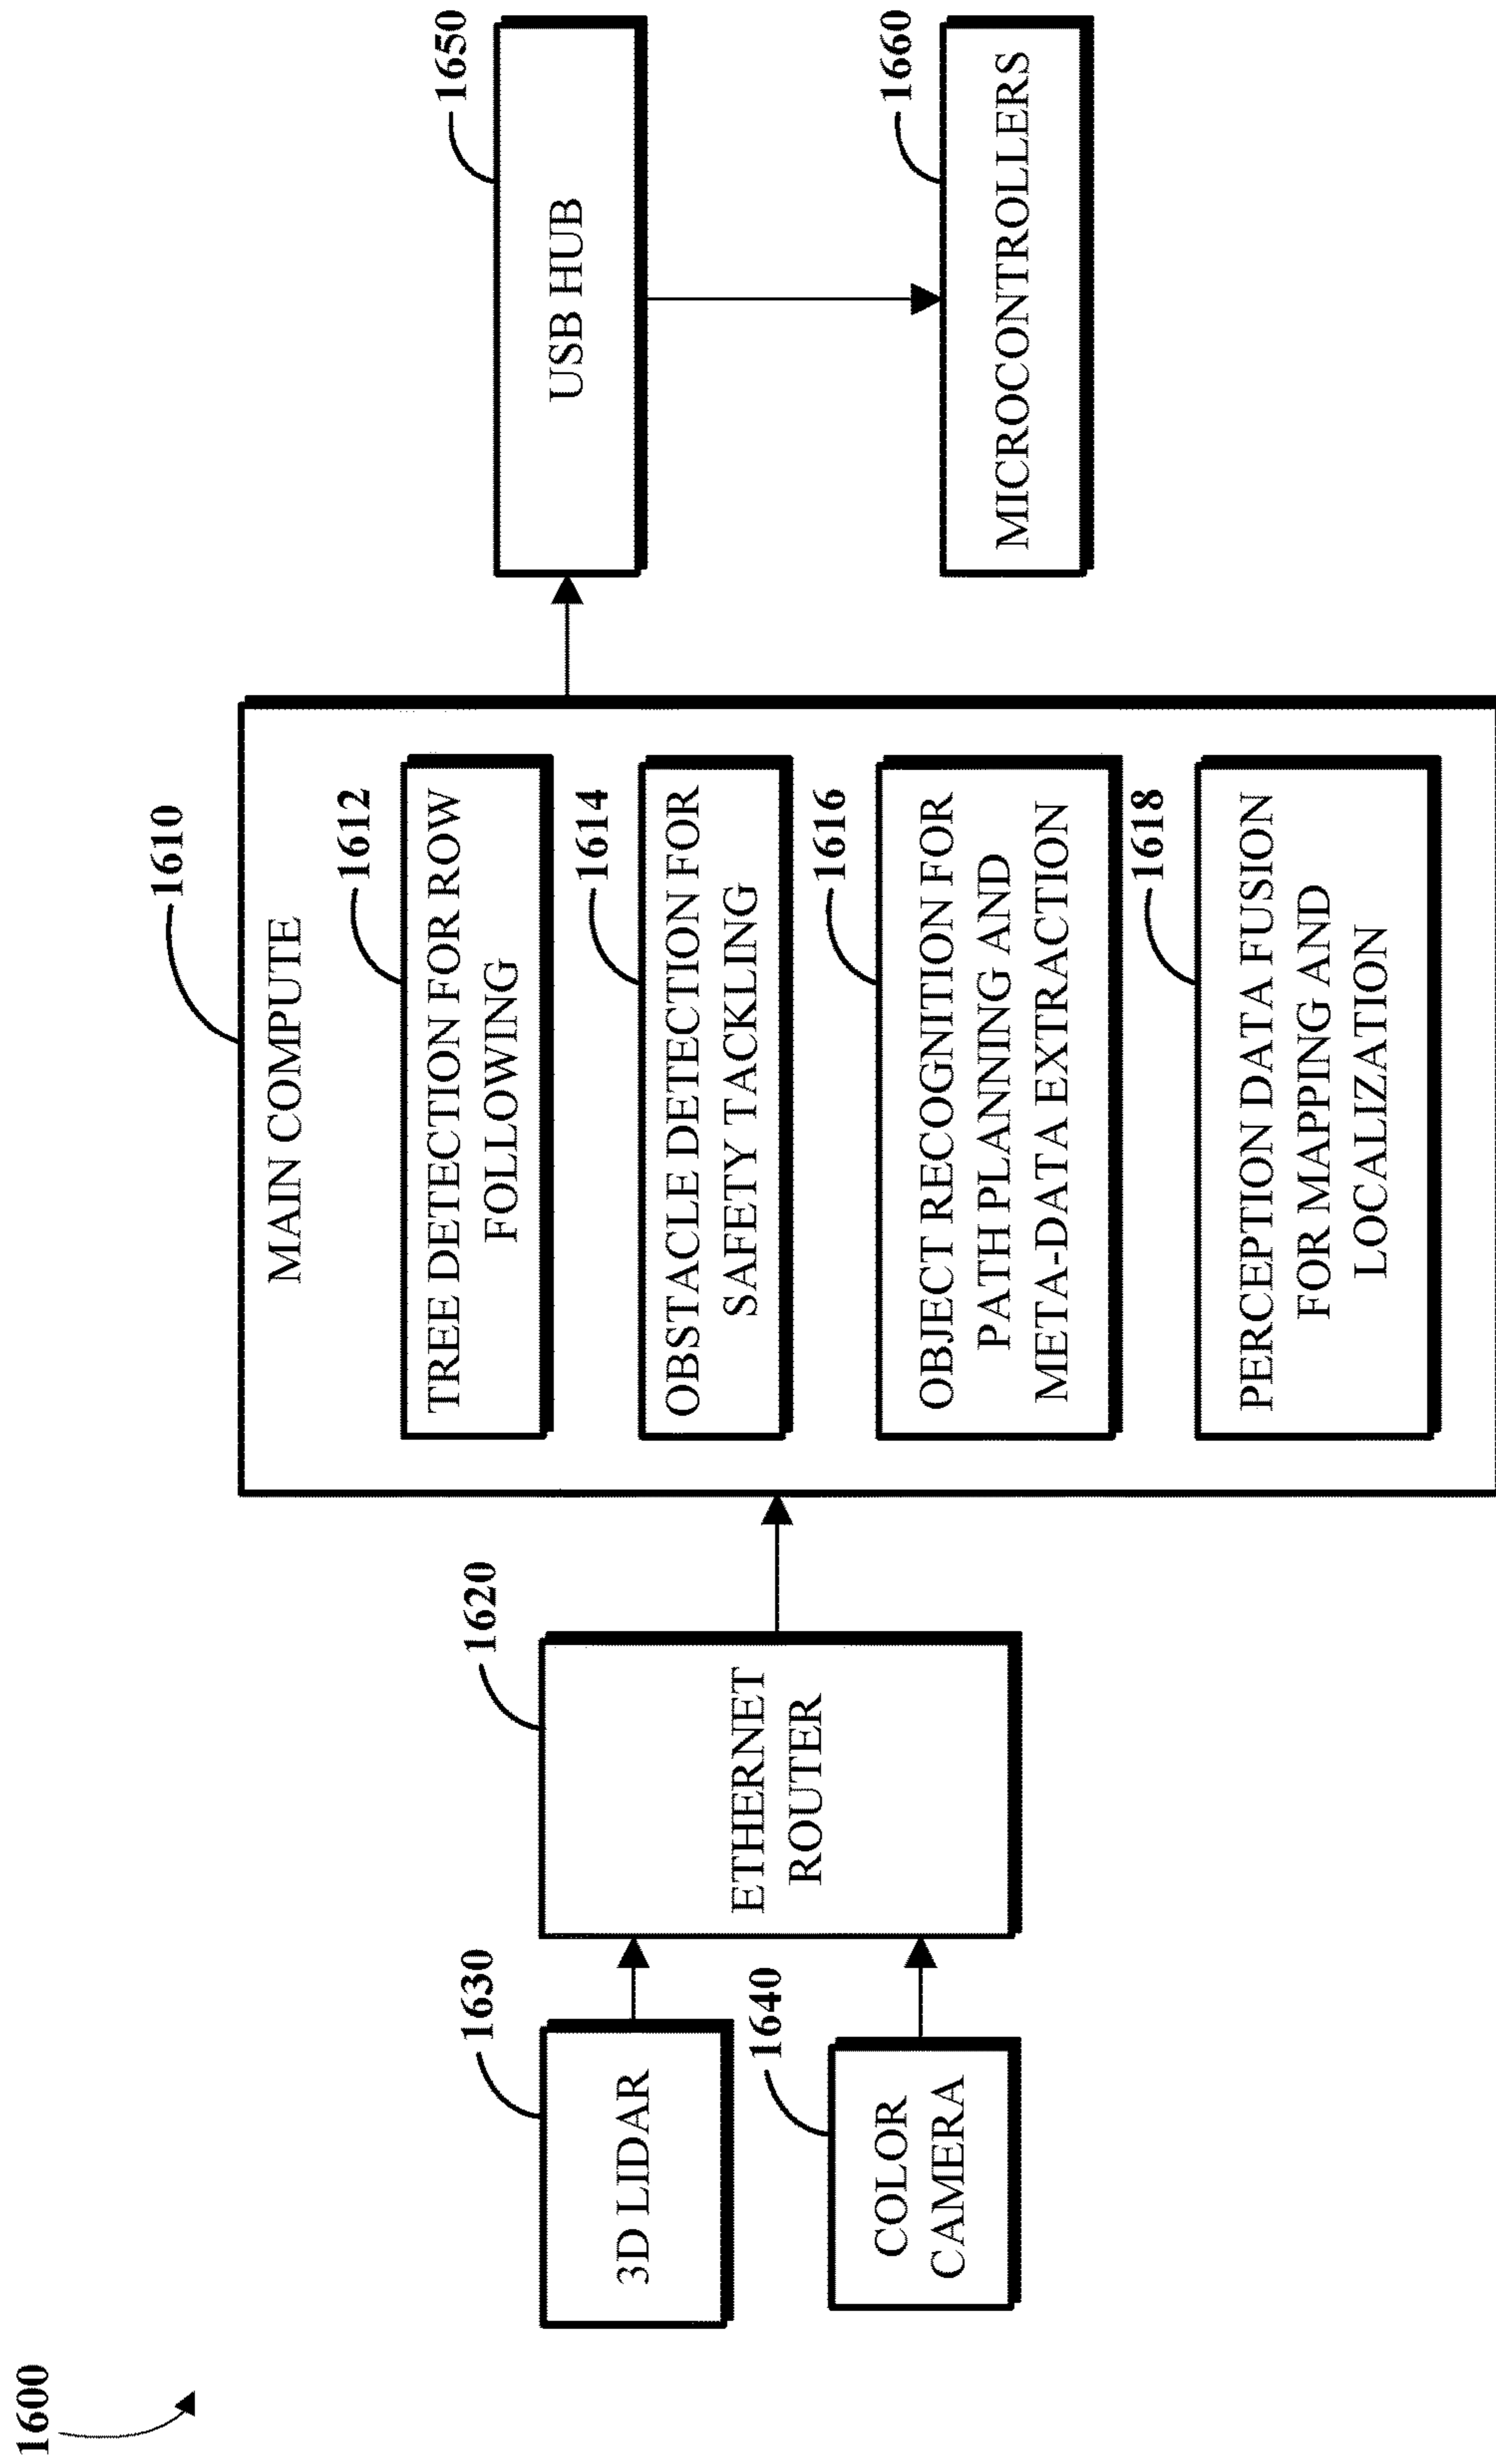 1600
1610
MAIN COMPUTE
1612
TREE DETECTION FOR ROW
FOLLOWING
1614
OBSTACLE DETECTION FOR
SAFETY TACKLING
1616
OBJECT RECOGNITION FOR
PATH PLANNING AND
META-DATA EXTRACTION
1618
PERCEPTION DATA FUSION
FOR MAPPING AND
LOCALIZATION
1620
ETHERNET
ROUTER
1630
3D LIDAR
1640
COLOR
CAMERA
1650
USB HUB
1660
MICROCONTROLLERS